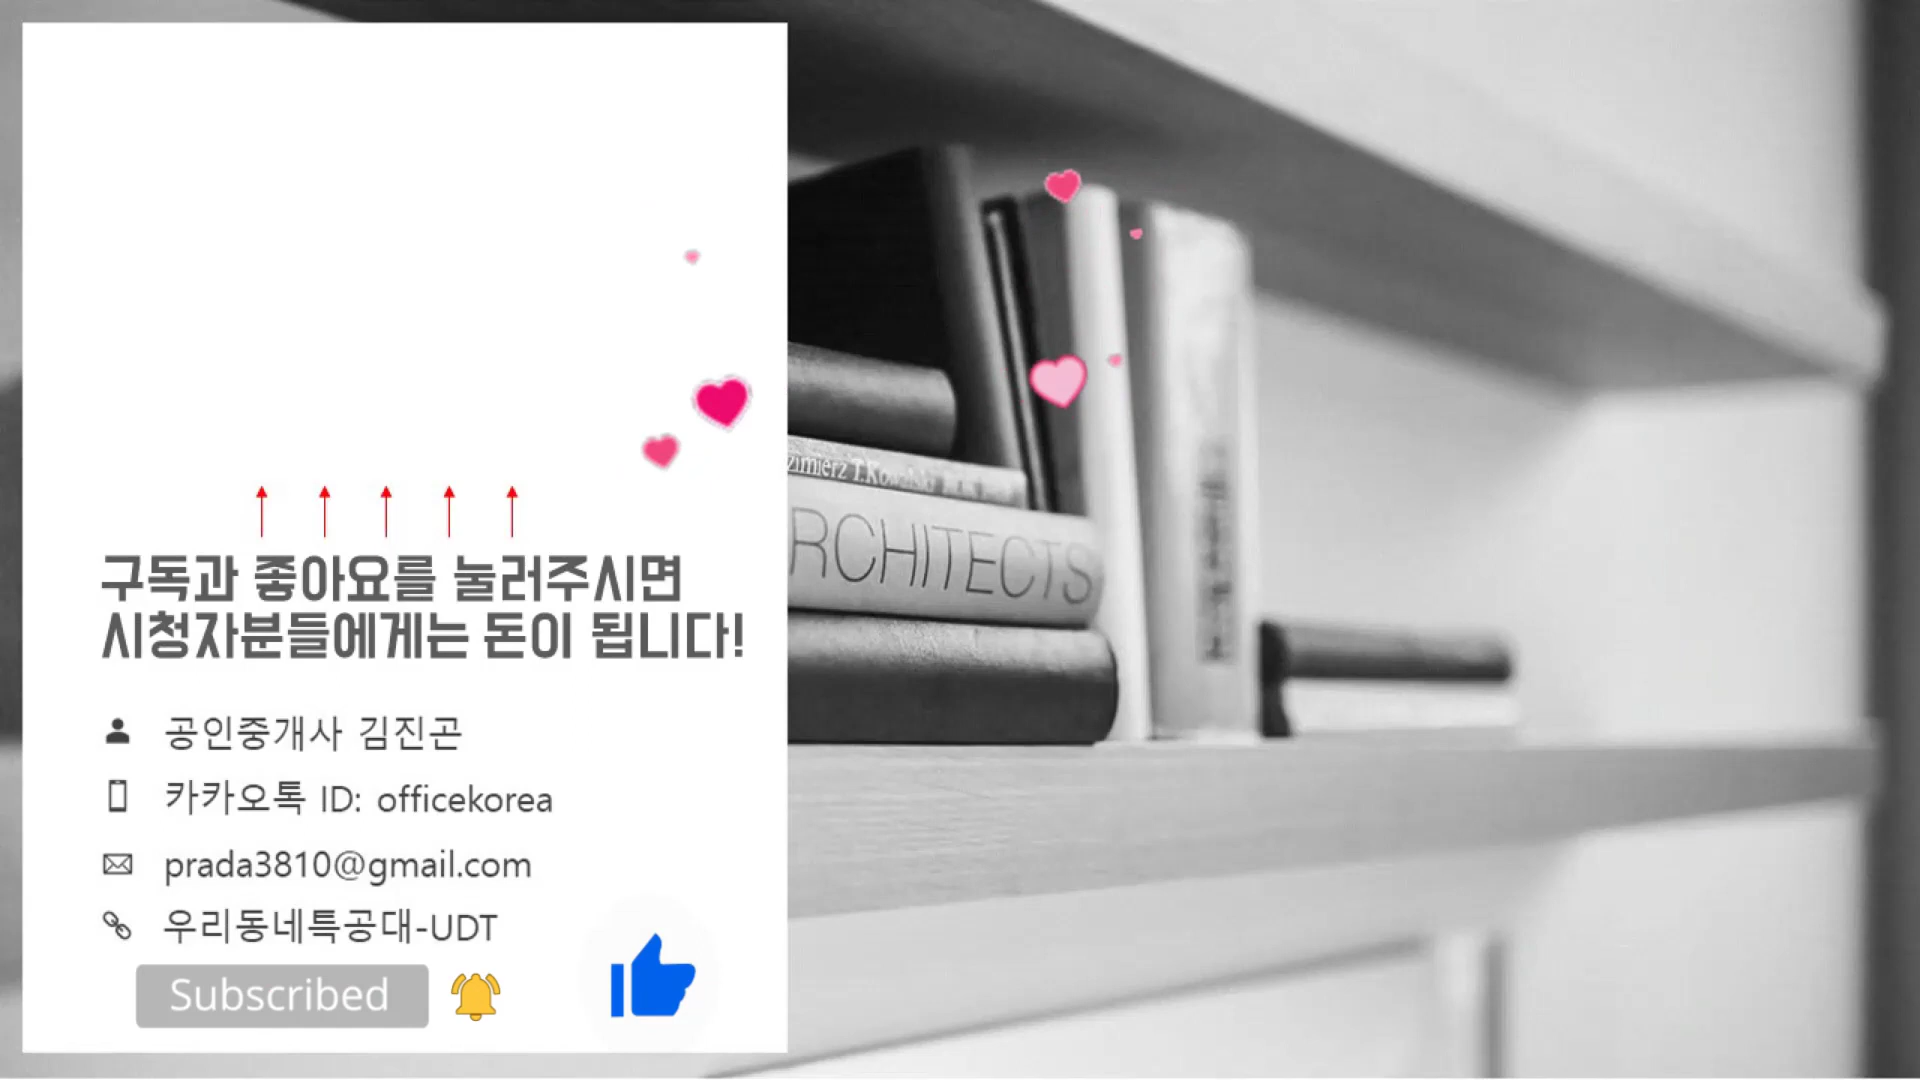 구독과 좋아요를 눌러주시면
시청자분들에게는 돈이 됩니다!
공인중개사 김진곤
카카오톡 ID: officekorea
prada3810@gmail.com
우리동네특공대-UDT
Subscribed
zimierz T.Kowalski
RCHITECTS